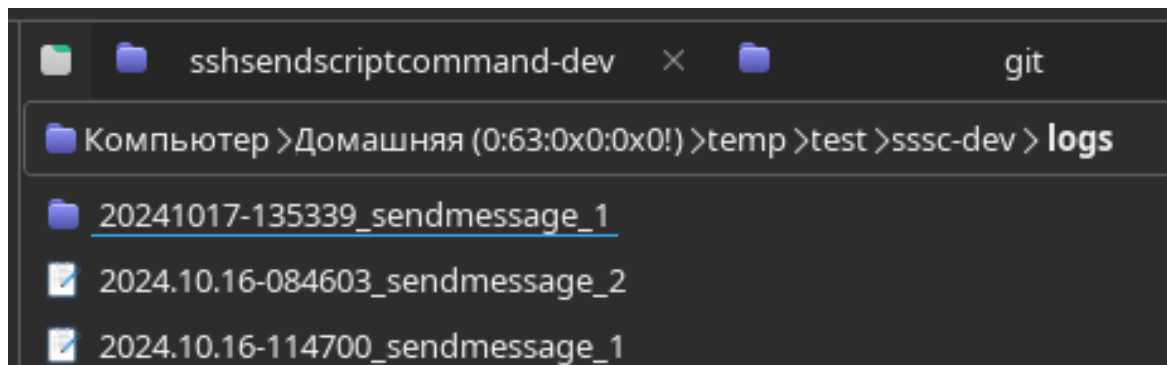 sshsendscriptcommand-dev × git
Компьютер >Домашняя (0:63:0x0:0x0!) >temp >test >sssc-dev > logs
20241017-135339_sendmessage_1
2024.10.16-084603_sendmessage_2
2024.10.16-114700_sendmessage_1